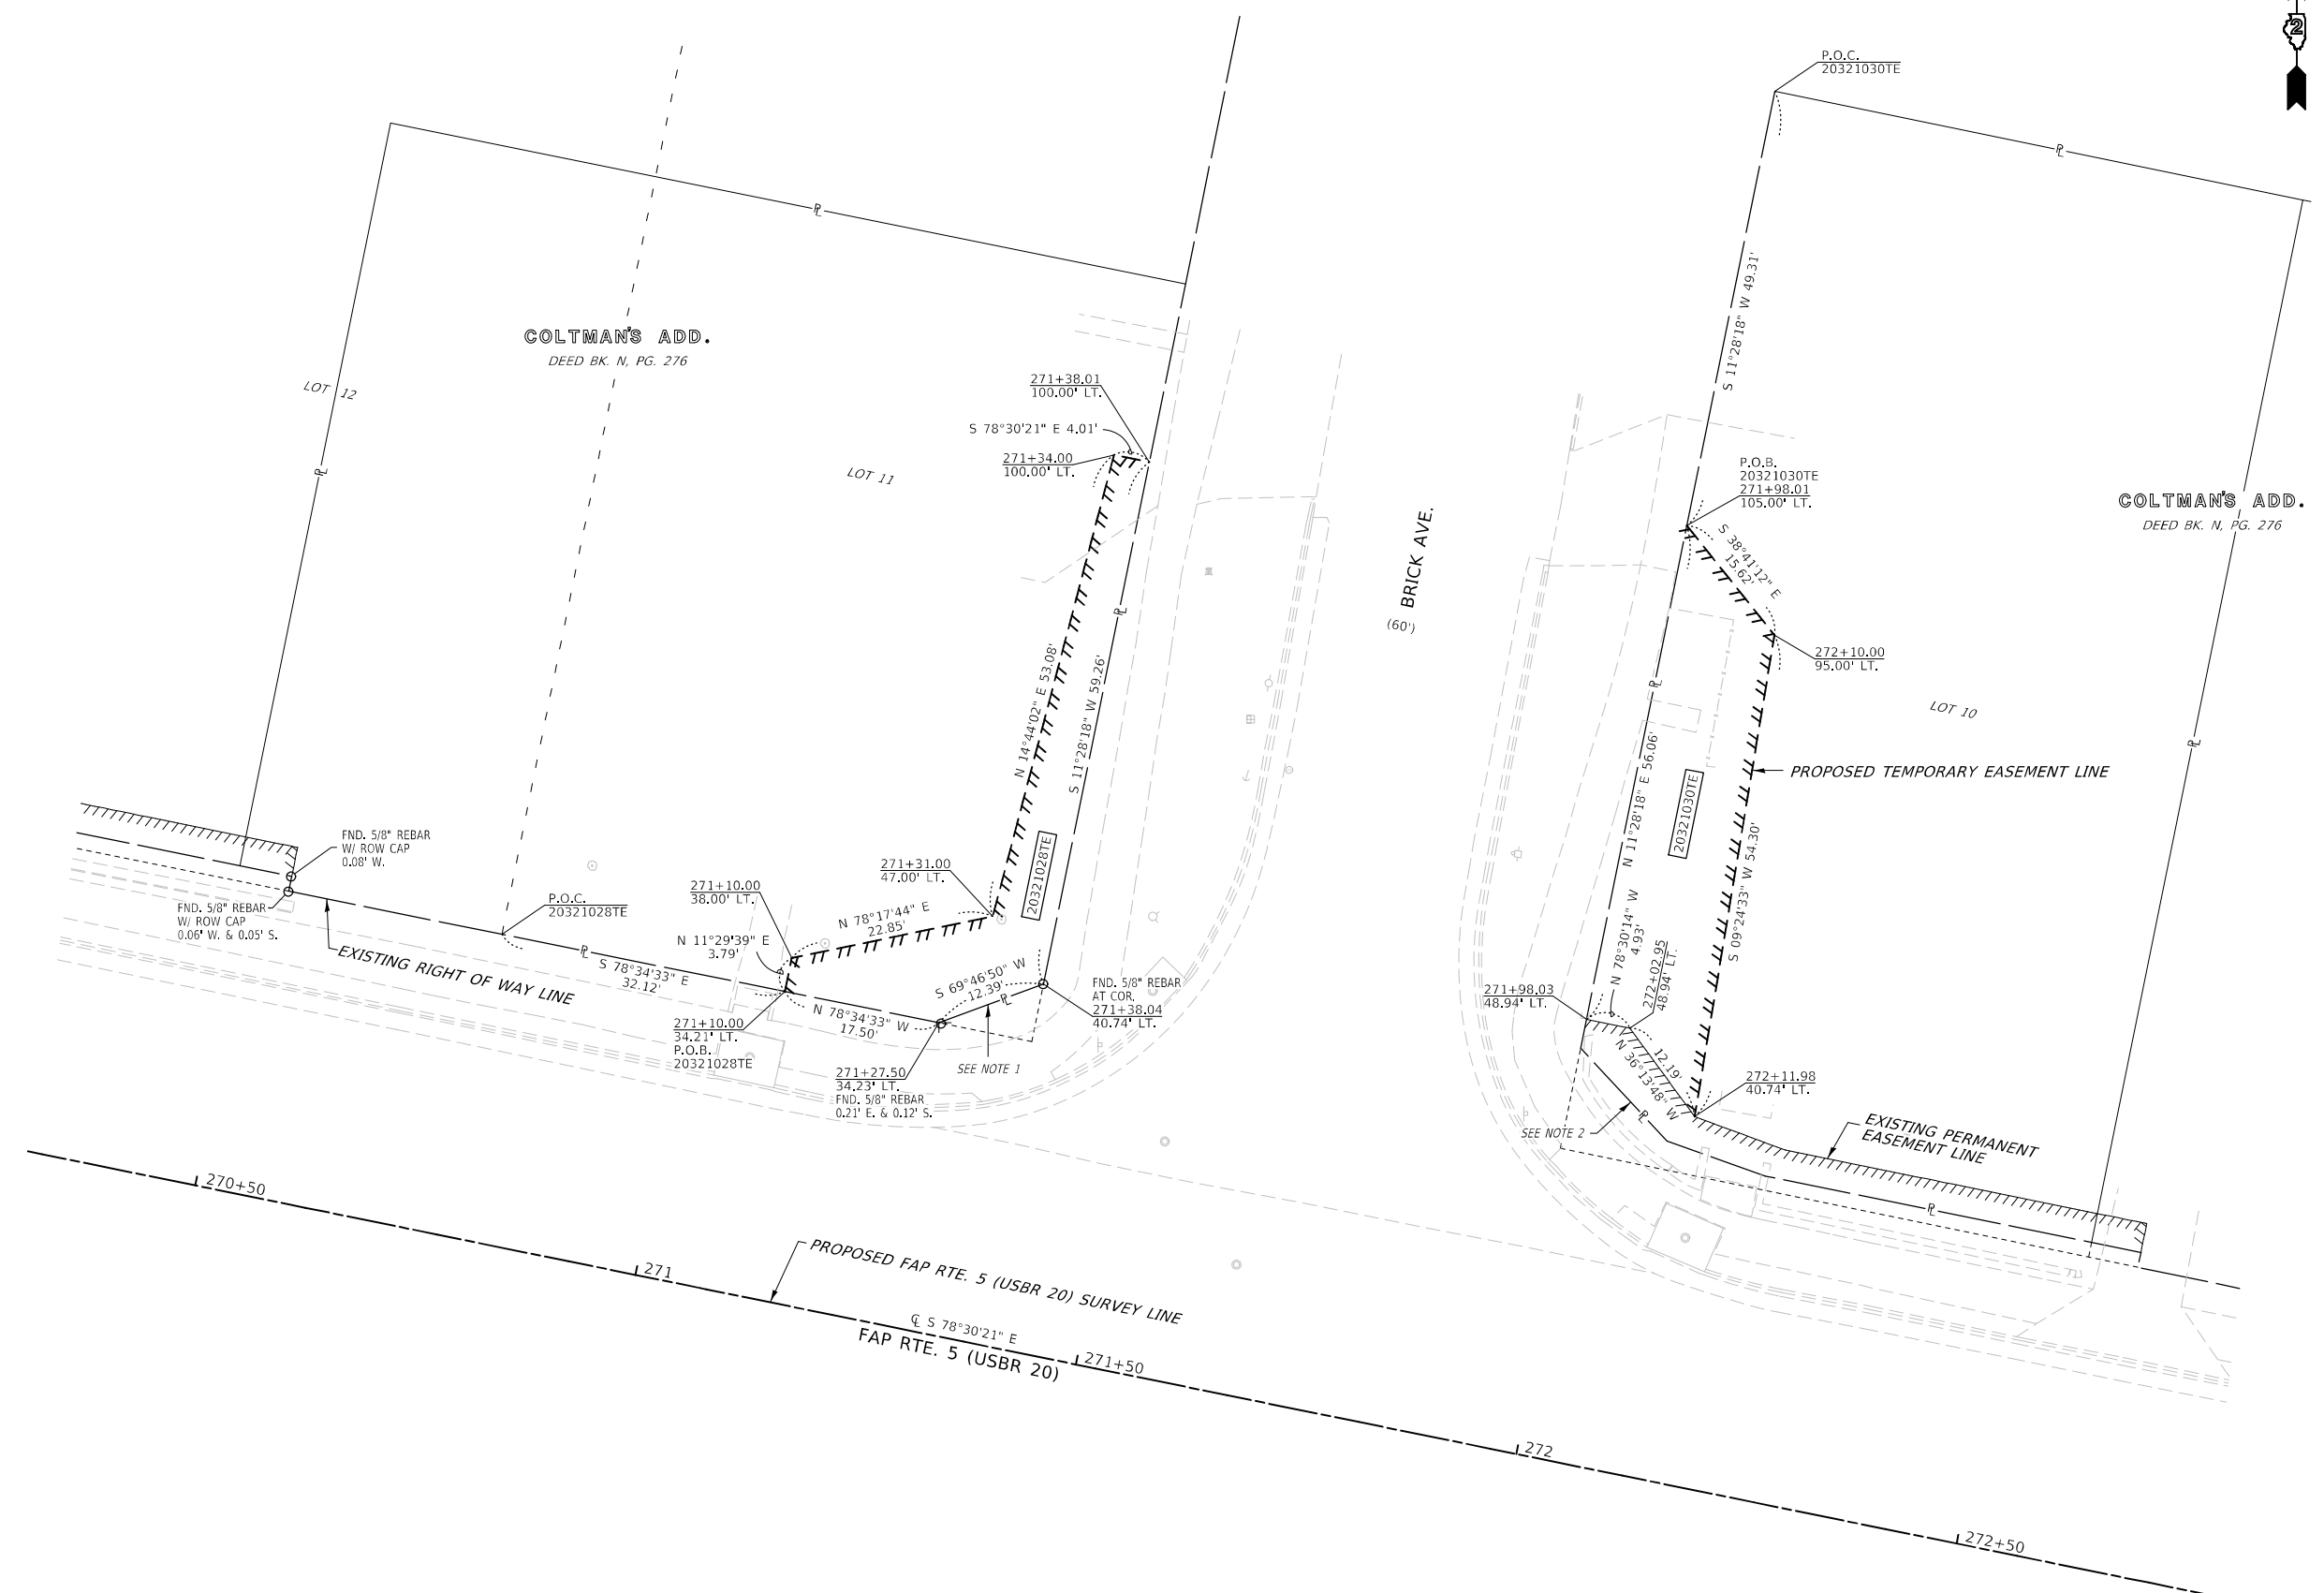 2
P.O.C.
20321030TE
PL
PL
S 11°28'18" W 49.31'
COLTMAN'S ADD.
DEED BK. N, PG. 276
LOT 12
271+38.01
100.00' LT.
S 78°30'21" E 4.01'
271+34.00
100.00' LT.
LOT 11
PL
P.O.B.
20321030TE
271+98.01
105.00' LT.
COLTMAN'S ADD.
DEED BK. N, PG. 276
BRICK AVE.
(60')
S 38°41'12" E
15.62'
PL
272+10.00
95.00' LT.
PL
LOT 10
N 14°44'02" E 53.08'
S 11°28'18" W 59.26'
N 11°28'18" E 56.06'
PL
PROPOSED TEMPORARY EASEMENT LINE
20321030TE
S 09°24'33" W 54.30'
FND. 5/8" REBAR
W/ ROW CAP
0.08' W.
FND. 5/8" REBAR
W/ ROW CAP
0.06' W. & 0.05' S.
EXISTING RIGHT OF WAY LINE
P.O.C.
20321028TE
PL
S 78°34'33" E
32.12'
271+10.00
38.00' LT.
N 11°29'39" E
3.79'
271+31.00
47.00' LT.
N 78°17'44" E
22.85'
20321028TE
271+10.00
34.21' LT.
P.O.B.
20321028TE
N 78°34'33" W
17.50'
S 69°46'50" W
12.39'
PL
FND. 5/8" REBAR
AT COR.
271+38.04
40.74' LT.
271+27.50
34.23' LT.
FND. 5/8" REBAR
0.21' E. & 0.12' S.
SEE NOTE 1
271+98.03
48.94' LT.
N 78°30'14" W
4.93'
272+02.95
48.94' LT.
12.19'
N 36°13'48" W
272+11.98
40.74' LT.
SEE NOTE 2
PL
EXISTING PERMANENT
EASEMENT LINE
PL
270+50
271
PROPOSED FAP RTE. 5 (USBR 20) SURVEY LINE
CL S 78°30'21" E
FAP RTE. 5 (USBR 20)
271+50
272
272+50